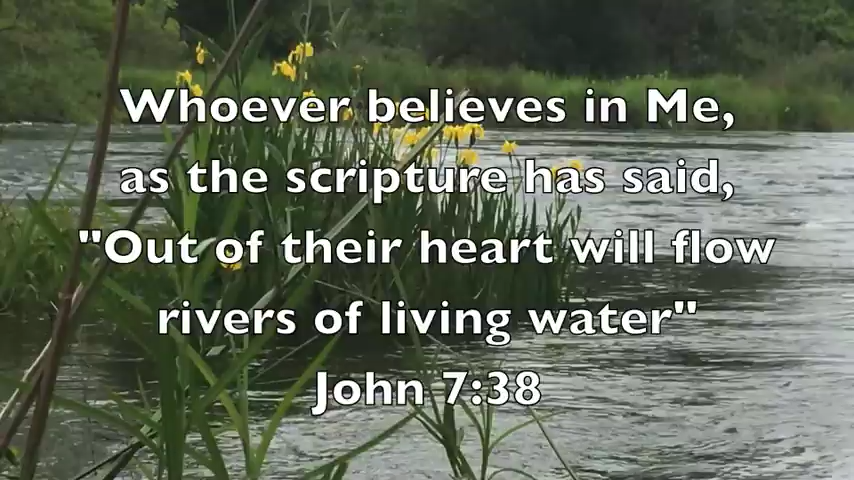 Whoever believes in Me,
as the scripture has said,
"Out of their heart will flow
rivers of living water"
John 7:38